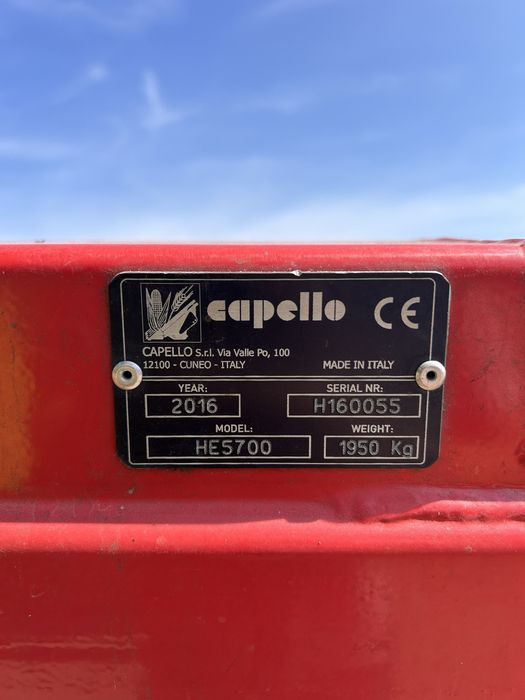 capello CE
CAPELLO S.r.l. Via Valle Po, 100
12100 - CUNEO - ITALY MADE IN ITALY
YEAR: SERIAL NR:
2016 H160055
MODEL: WEIGHT:
HES700 1950 Kg